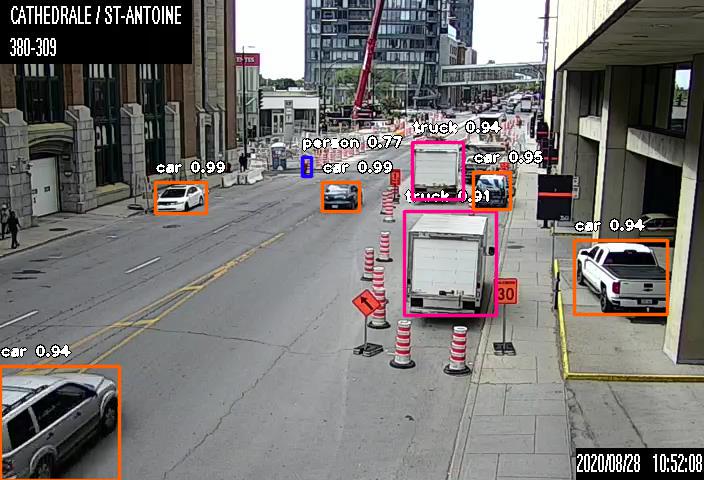 CATHEDRALE / ST-ANTOINE
380-309
truck 0.94
person 0.77
car 0.99
car 0.99
car 0.95
truck 0.91
car 0.94
30
car 0.94
2020/08/28 10:52:08